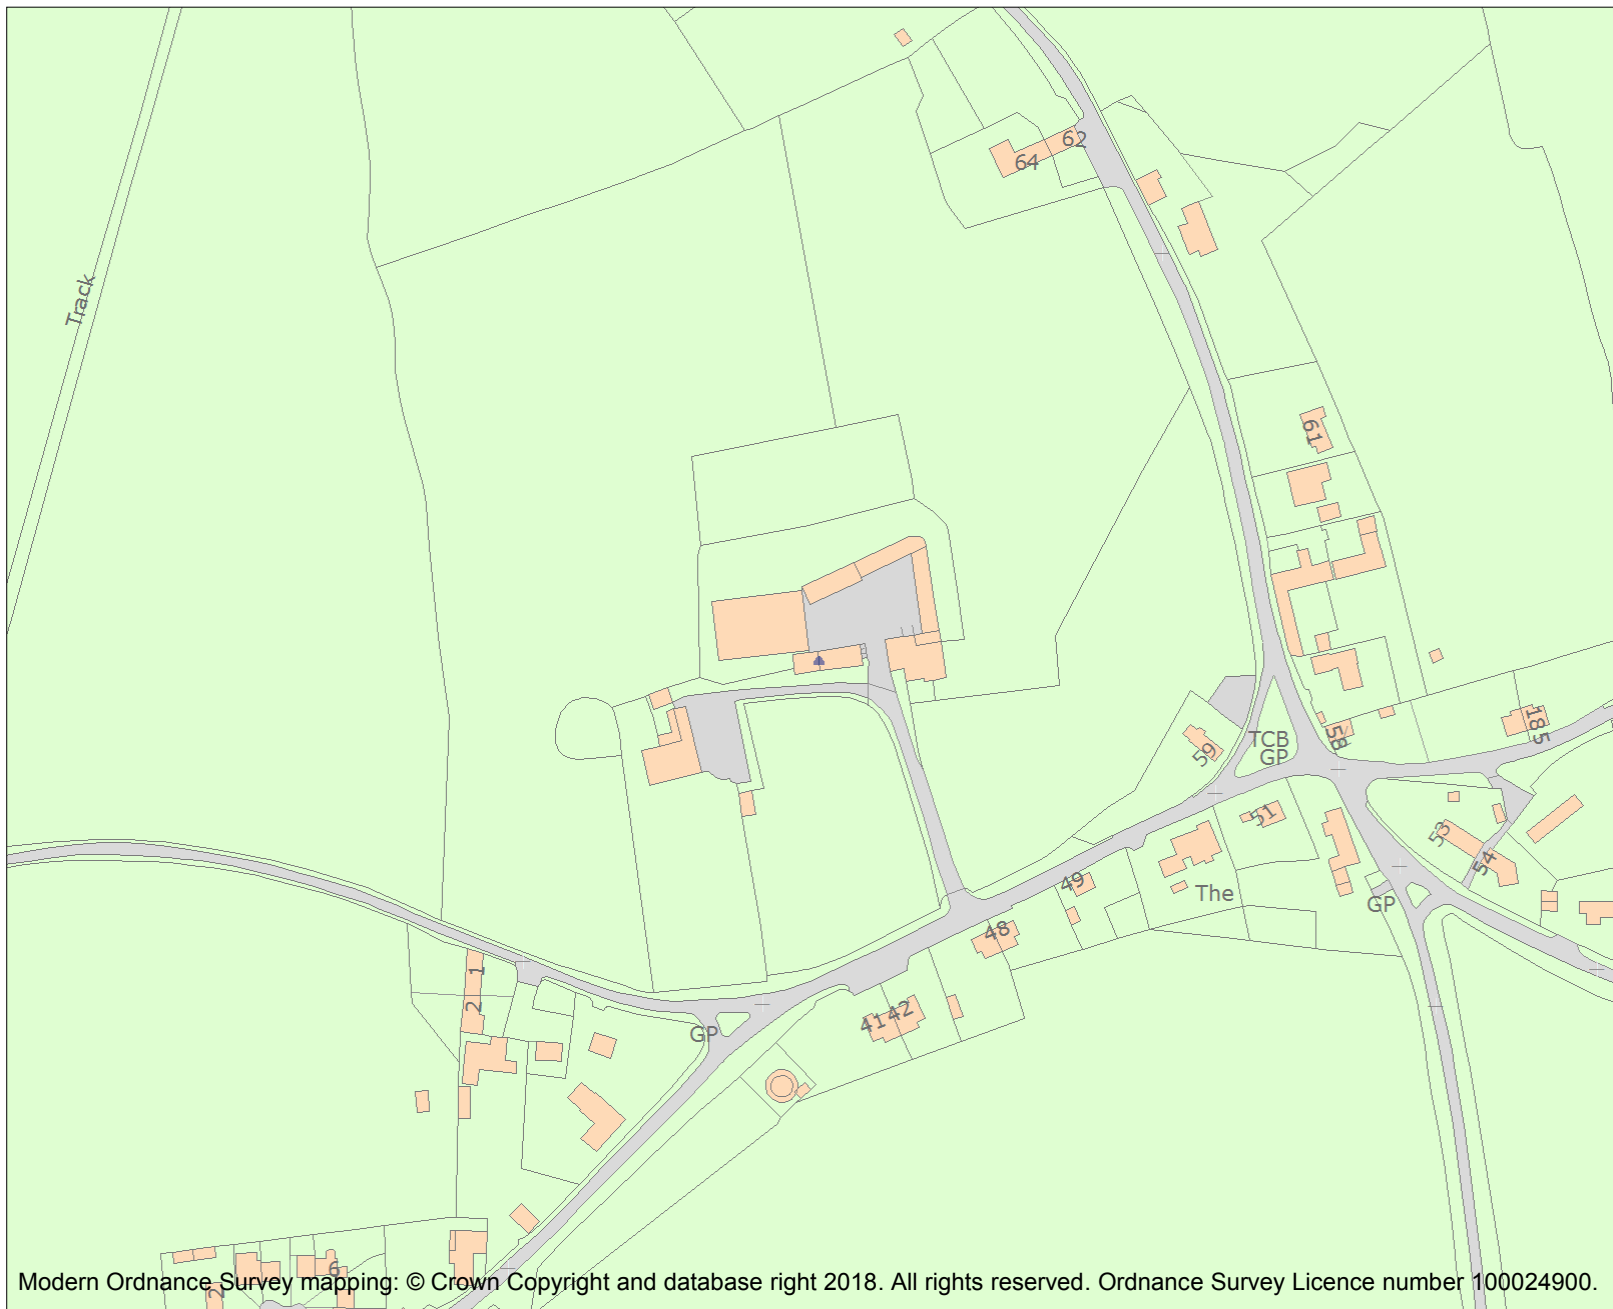 62
64
Track
61
185
TCB
GP
58
59
51
53
54
49
The
GP
48
1
2
42
41
GP
6
2
Modern Ordnance Survey mapping: © Crown Copyright and database right 2018. All rights reserved. Ordnance Survey Licence number 100024900.